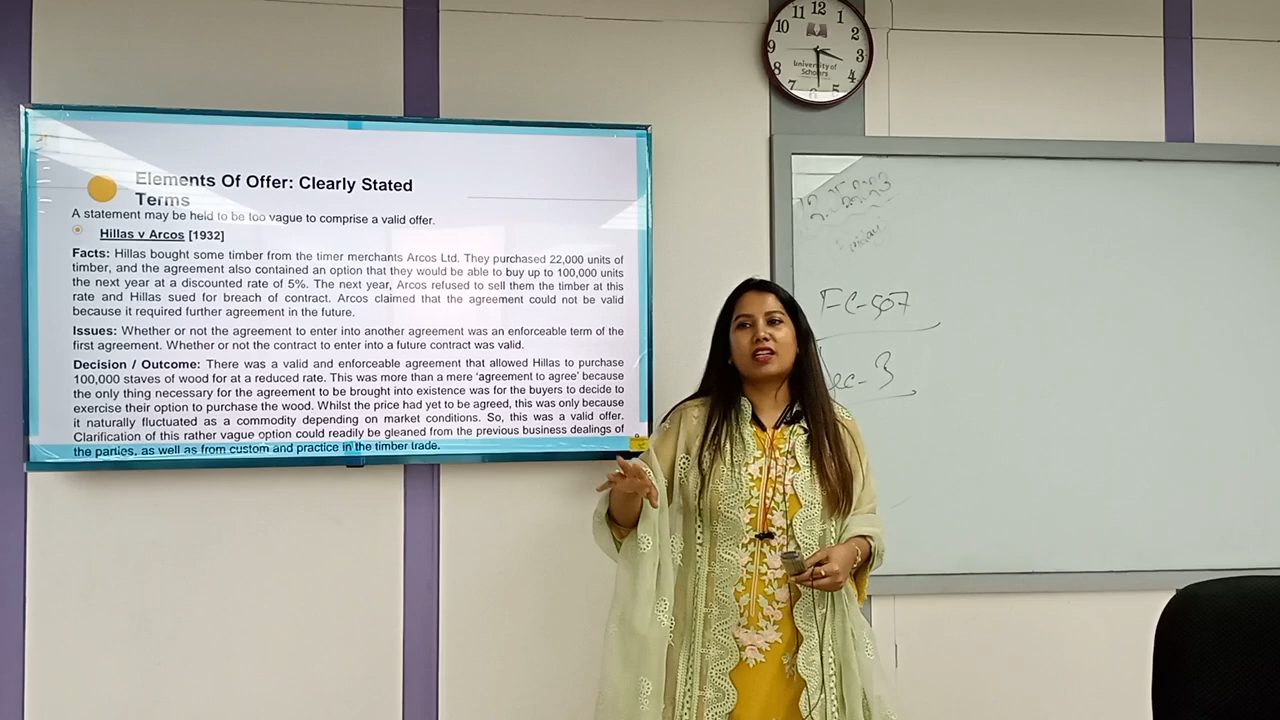 Elements Of Offer: Clearly Stated
Terms
A statement may be held to be too vague to comprise a valid offer.
Hillas v Arcos [1932]
Facts: Hillas bought some timber from the timer merchants Arcos Ltd. They purchased 22,000 units of
timber, and the agreement also contained an option that they would be able to buy up to 100,000 units
the next year at a discounted rate of 5%. The next year, Arcos refused to sell them the timber at this
rate and Hillas sued for breach of contract. Arcos claimed that the agreement could not be valid
because it required further agreement in the future.
Issues: Whether or not the agreement to enter into another agreement was an enforceable term of the
first agreement. Whether or not the contract to enter into a future contract was valid.
Decision / Outcome: There was a valid and enforceable agreement that allowed Hillas to purchase
100,000 staves of wood for at a reduced rate. This was more than a mere 'agreement to agree' because
the only thing necessary for the agreement to be brought into existence was for the buyers to decide to
exercise their option to purchase the wood. Whilst the price had yet to be agreed, this was only because
it naturally fluctuated as a commodity depending on market conditions. So, this was a valid offer.
Clarification of this rather vague option could readily be gleaned from the previous business dealings of
the parties, as well as from custom and practice in the timber trade.
12
11 1
10 2
9 3
8 4
7 5
6
University of
Scholars
FC-507
Sec-3